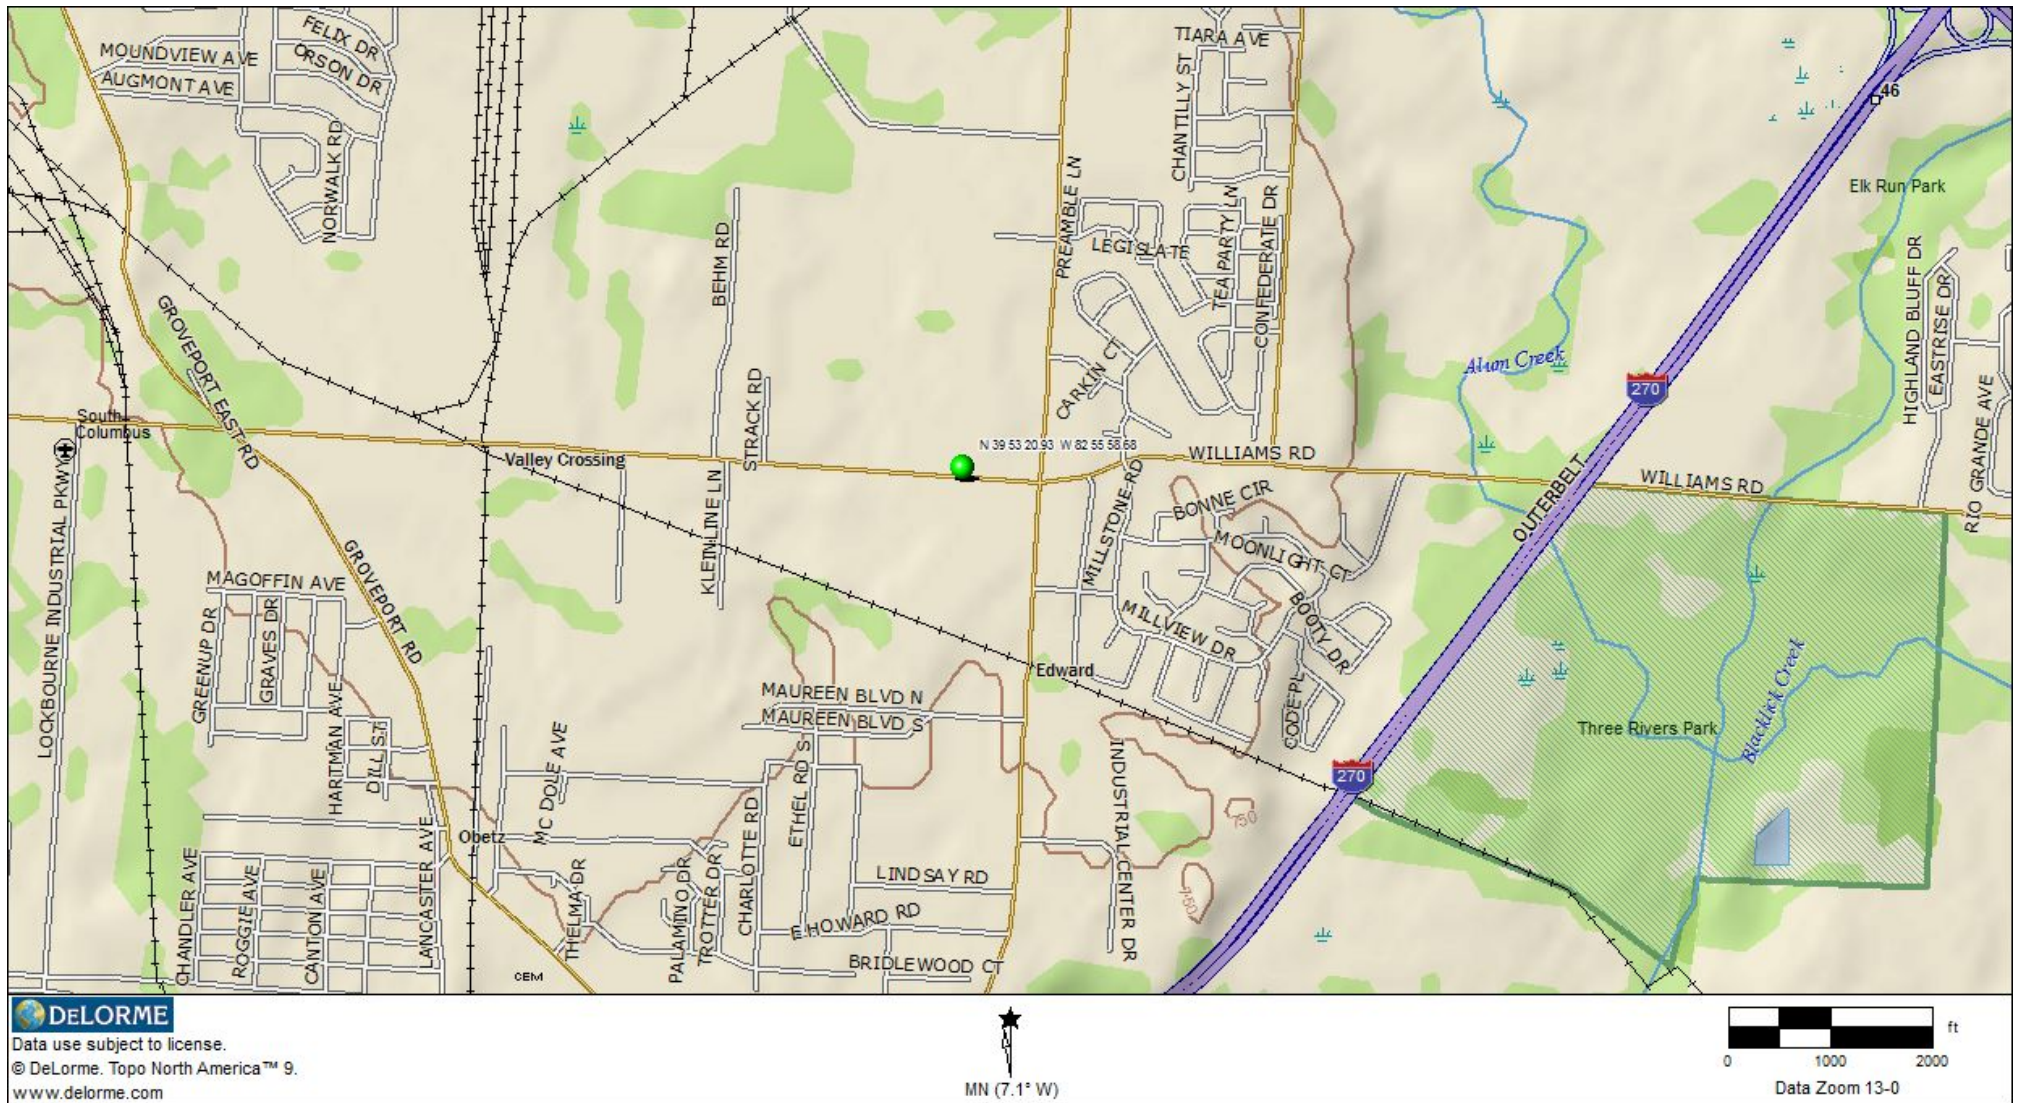 FELIX DR
MOUNDVIEW AVE
ORSON DR
AUGMONT AVE
NORWALK RD
TIARA AVE
CHANTILLY ST
46
Elk Run Park
PREAMBLE LN
LEGISLATE
TEA PARTY LN
CONFEDERATE DR
BEHM RD
HIGHLAND BLUFF DR
EASTRISE DR
RIO GRANDE AVE
GROVEPORT EAST RD
CARKIN CT
Alum Creek
270
STRACK RD
South
Columbus
Valley Crossing
N 39 53 20.93 W 82 55 58.68
WILLIAMS RD
WILLIAMS RD
OUTERBELT
LOCKBOURNE INDUSTRIAL PKWY
KLEIN LINE LN
MILLSTONE RD
BONNE CIR
MOONLIGHT CT
GROVEPORT RD
MAGOFFIN AVE
GREENUP DR
GRAVES DR
HARTMAN AVE
DILL ST
MILLVIEW DR
BOOTY DR
CODE PL
Edward
MAUREEN BLVD N
MAUREEN BLVD S
Three Rivers Park
Blacklick Creek
270
MC DOLE AVE
ETHEL RD S
CHARLOTTE RD
INDUSTRIAL CENTER DR
750
750
Obetz
CHANDLER AVE
ROGGIE AVE
CANTON AVE
LANCASTER AVE
THELMA DR
PALAMINO DR
TROTTER DR
LINDSAY RD
E HOWARD RD
BRIDLEWOOD CT
CEM
DELORME
Data use subject to license.
© DeLorme. Topo North America™ 9.
www.delorme.com
MN (7.1° W)
ft
0 1000 2000
Data Zoom 13-0